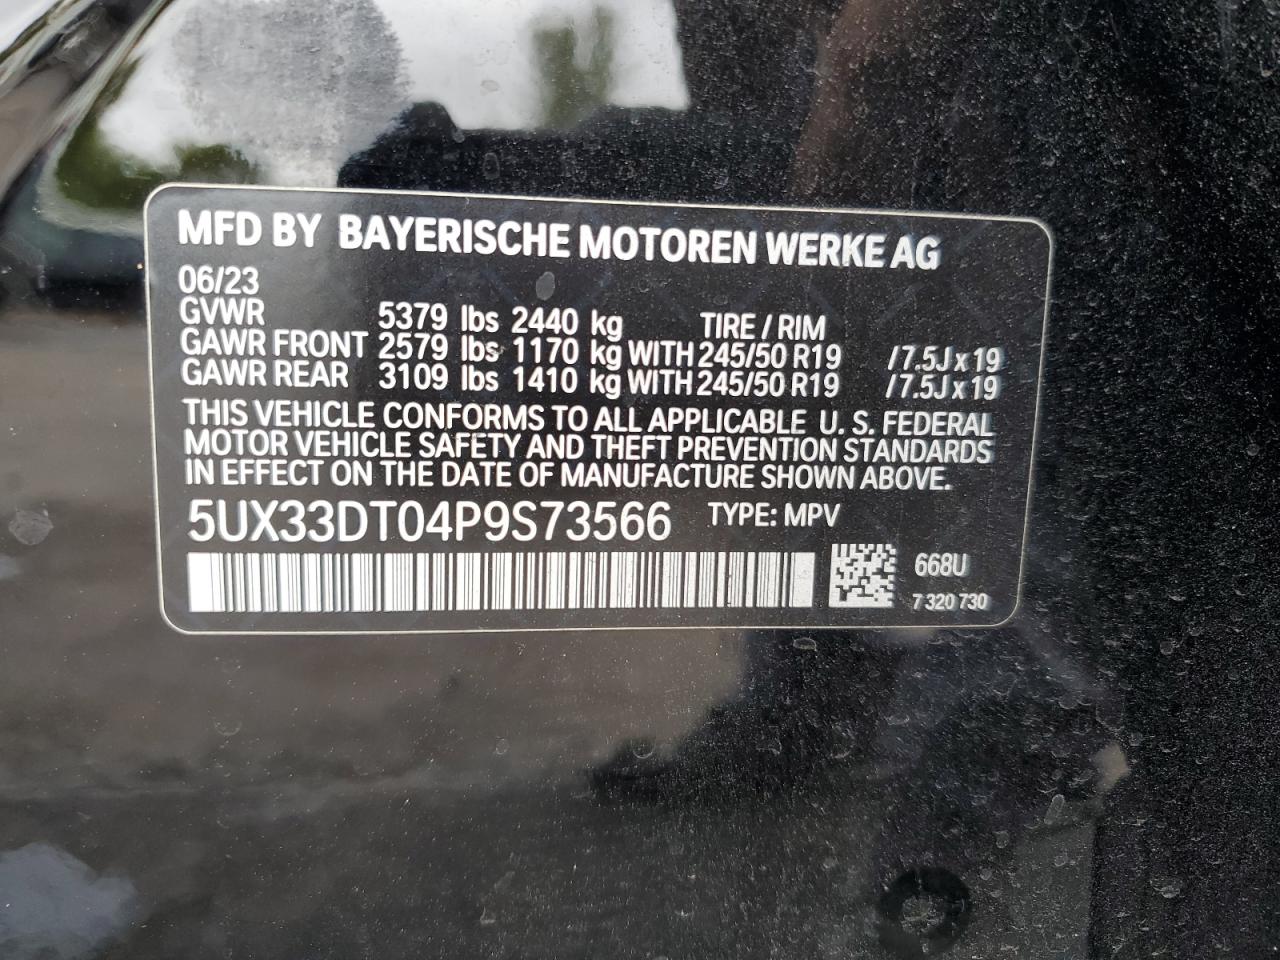 MFD BY BAYERISCHE MOTOREN WERKE AG
06/23
GVWR 5379 lbs 2440 kg TIRE / RIM
GAWR FRONT 2579 lbs 1170 kg WITH 245/50 R19 /7.5J x 19
GAWR REAR 3109 lbs 1410 kg WITH 245/50 R19 /7.5J x 19
THIS VEHICLE CONFORMS TO ALL APPLICABLE U. S. FEDERAL
MOTOR VEHICLE SAFETY AND THEFT PREVENTION STANDARDS
IN EFFECT ON THE DATE OF MANUFACTURE SHOWN ABOVE.
5UX33DT04P9S73566 TYPE: MPV
668U
7 320 730